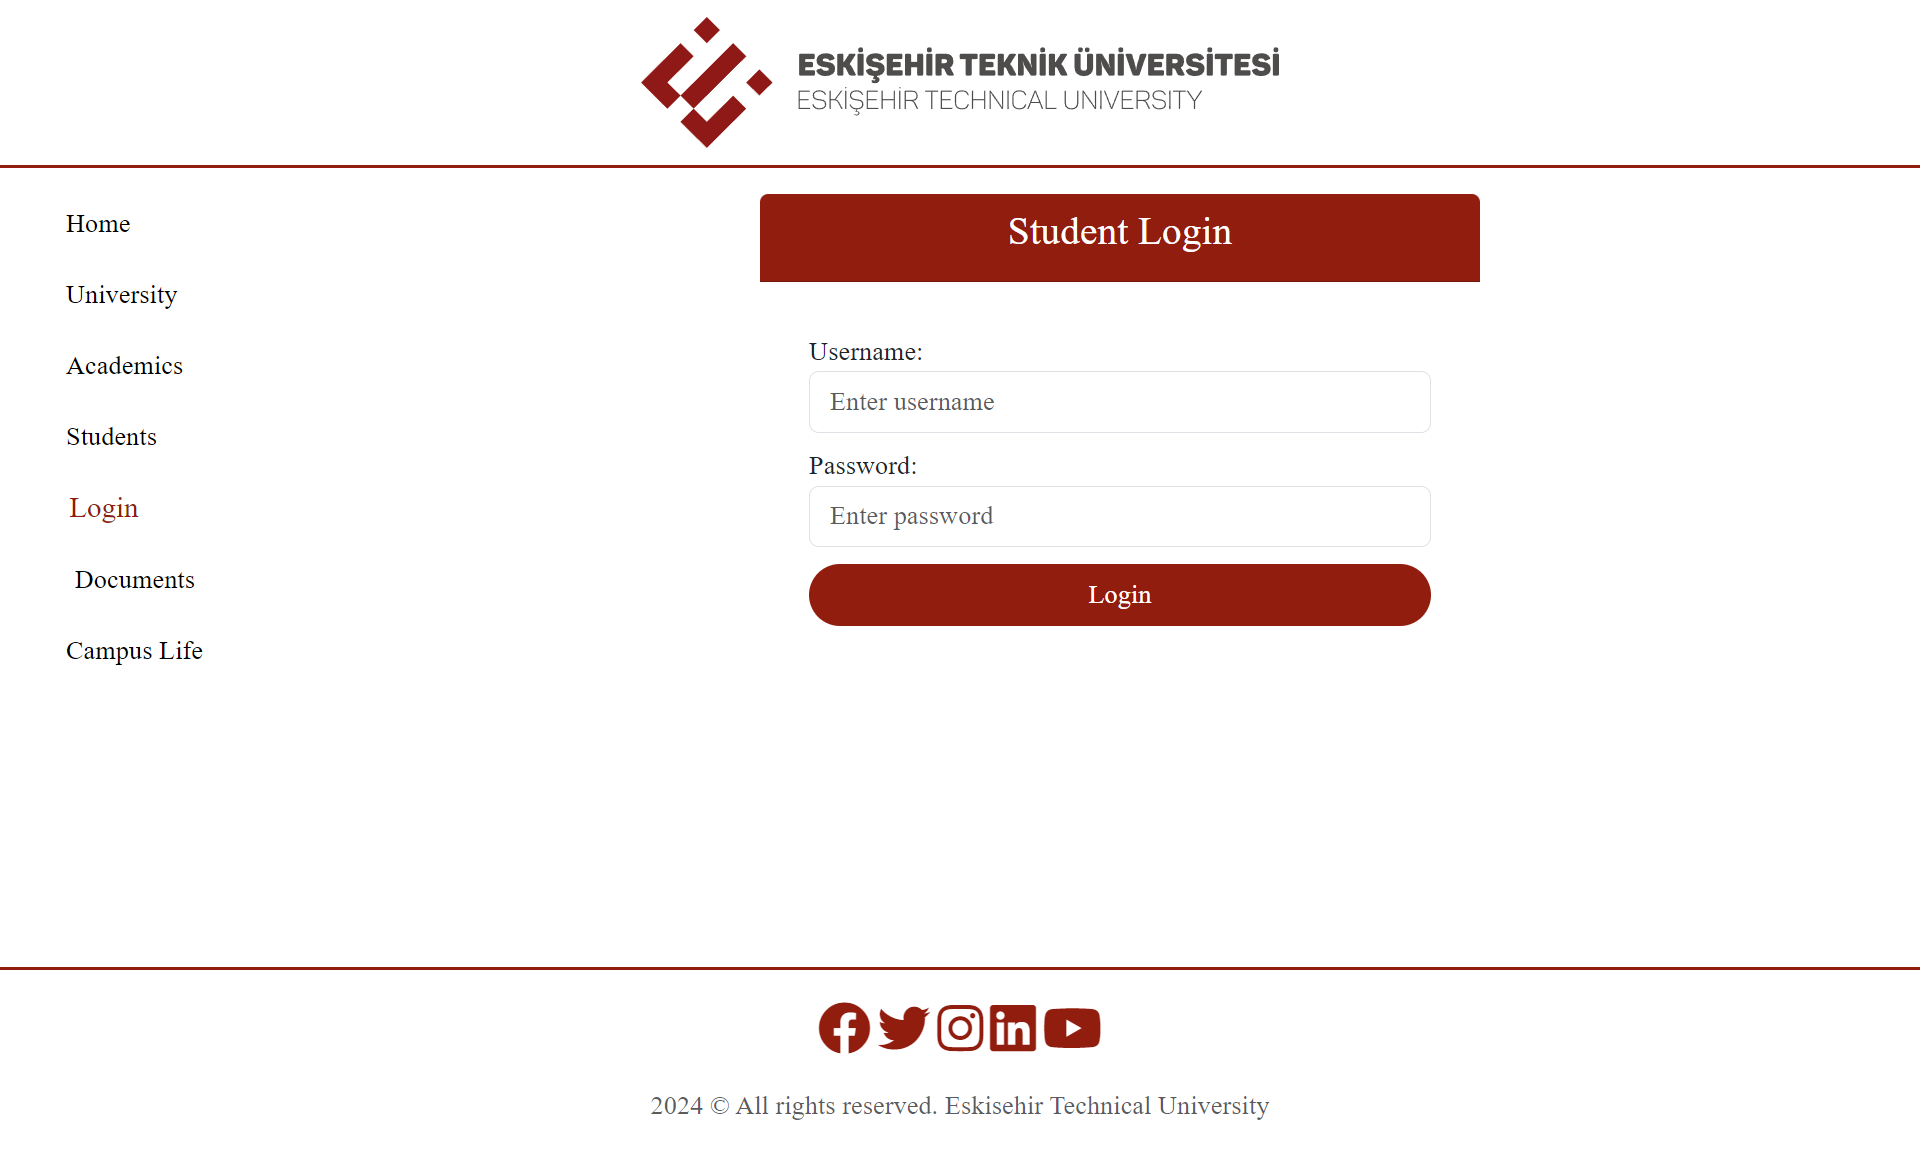 ESKİŞEHİR TEKNİK ÜNİVERSİTESİ
ESKİŞEHİR TECHNICAL UNIVERSITY
Home
University
Academics
Students
Login
Documents
Campus Life
Student Login
Username:
Enter username
Password:
Enter password
Login
2024 © All rights reserved. Eskisehir Technical University